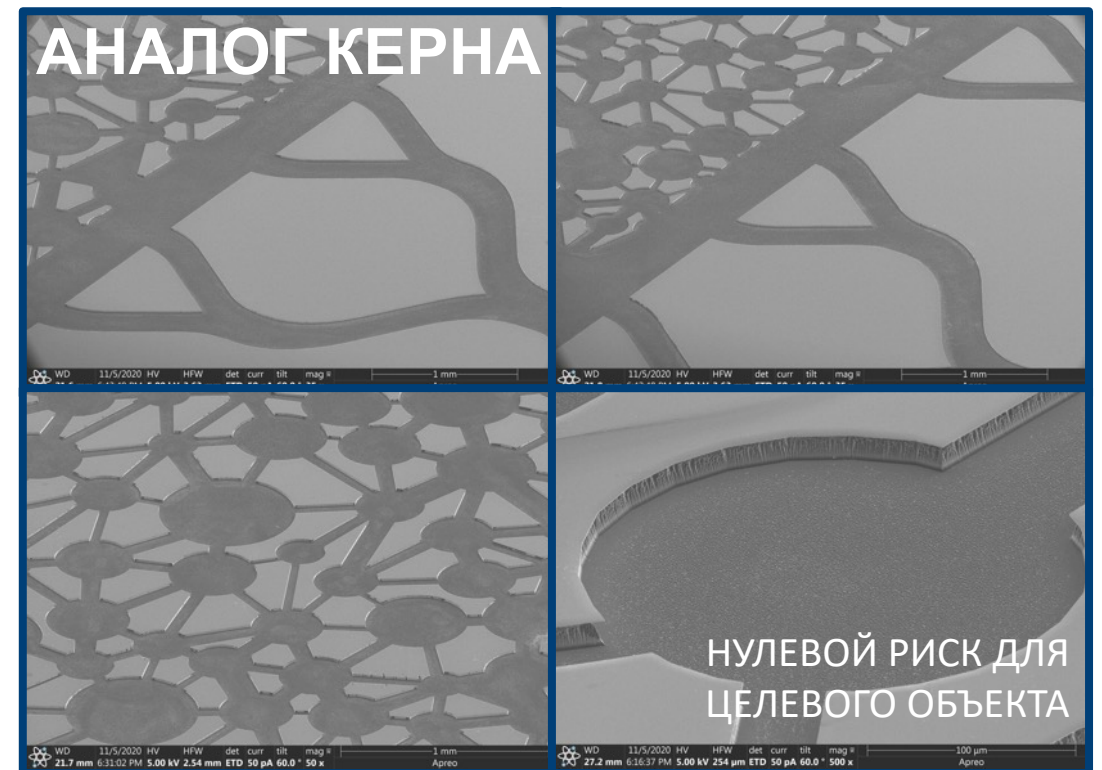 АНАЛОГ КЕРНА
WD 11/5/2020 HV HFW det curr tilt mag
1 mm
WD 11/5/2020 HV HFW det curr tilt mag
1 mm
НУЛЕВОЙ РИСК ДЛЯ
ЦЕЛЕВОГО ОБЪЕКТА
WD 11/5/2020 HV HFW det curr tilt mag
1 mm
21.7 mm 6:31:02 PM 5.00 kV 2.54 mm ETD 50 pA 60.0 ° 50 x
Apreo
WD 11/5/2020 HV HFW det curr tilt mag
100 µm
27.2 mm 6:16:37 PM 5.00 kV 254 µm ETD 50 pA 60.0 ° 500 x
Apreo